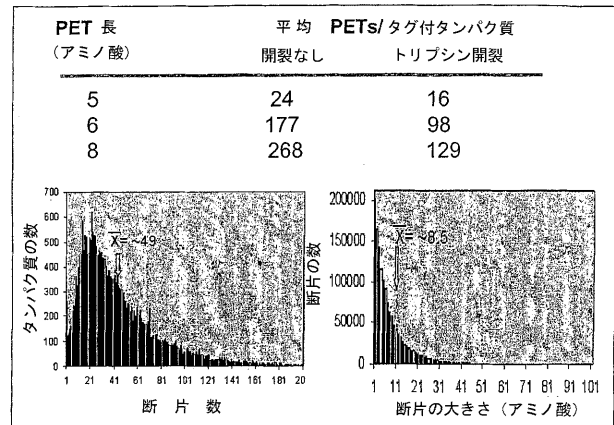 PET 長 平均 PETs/ タグ付タンパク質
(アミノ酸) 開裂なし トリプシン開裂
5 24 16
6 177 98
8 268 129
700
600
500
400
300
200
100
0
タンパク質の数
X= ~49
1 21 41 61 81 101 121 141 161 181 20
断片数
200000
150000
100000
50000
0
断片の数
X= ~8.5
1 11 21 31 41 51 61 71 81 91 101
断片の大きさ (アミノ酸)